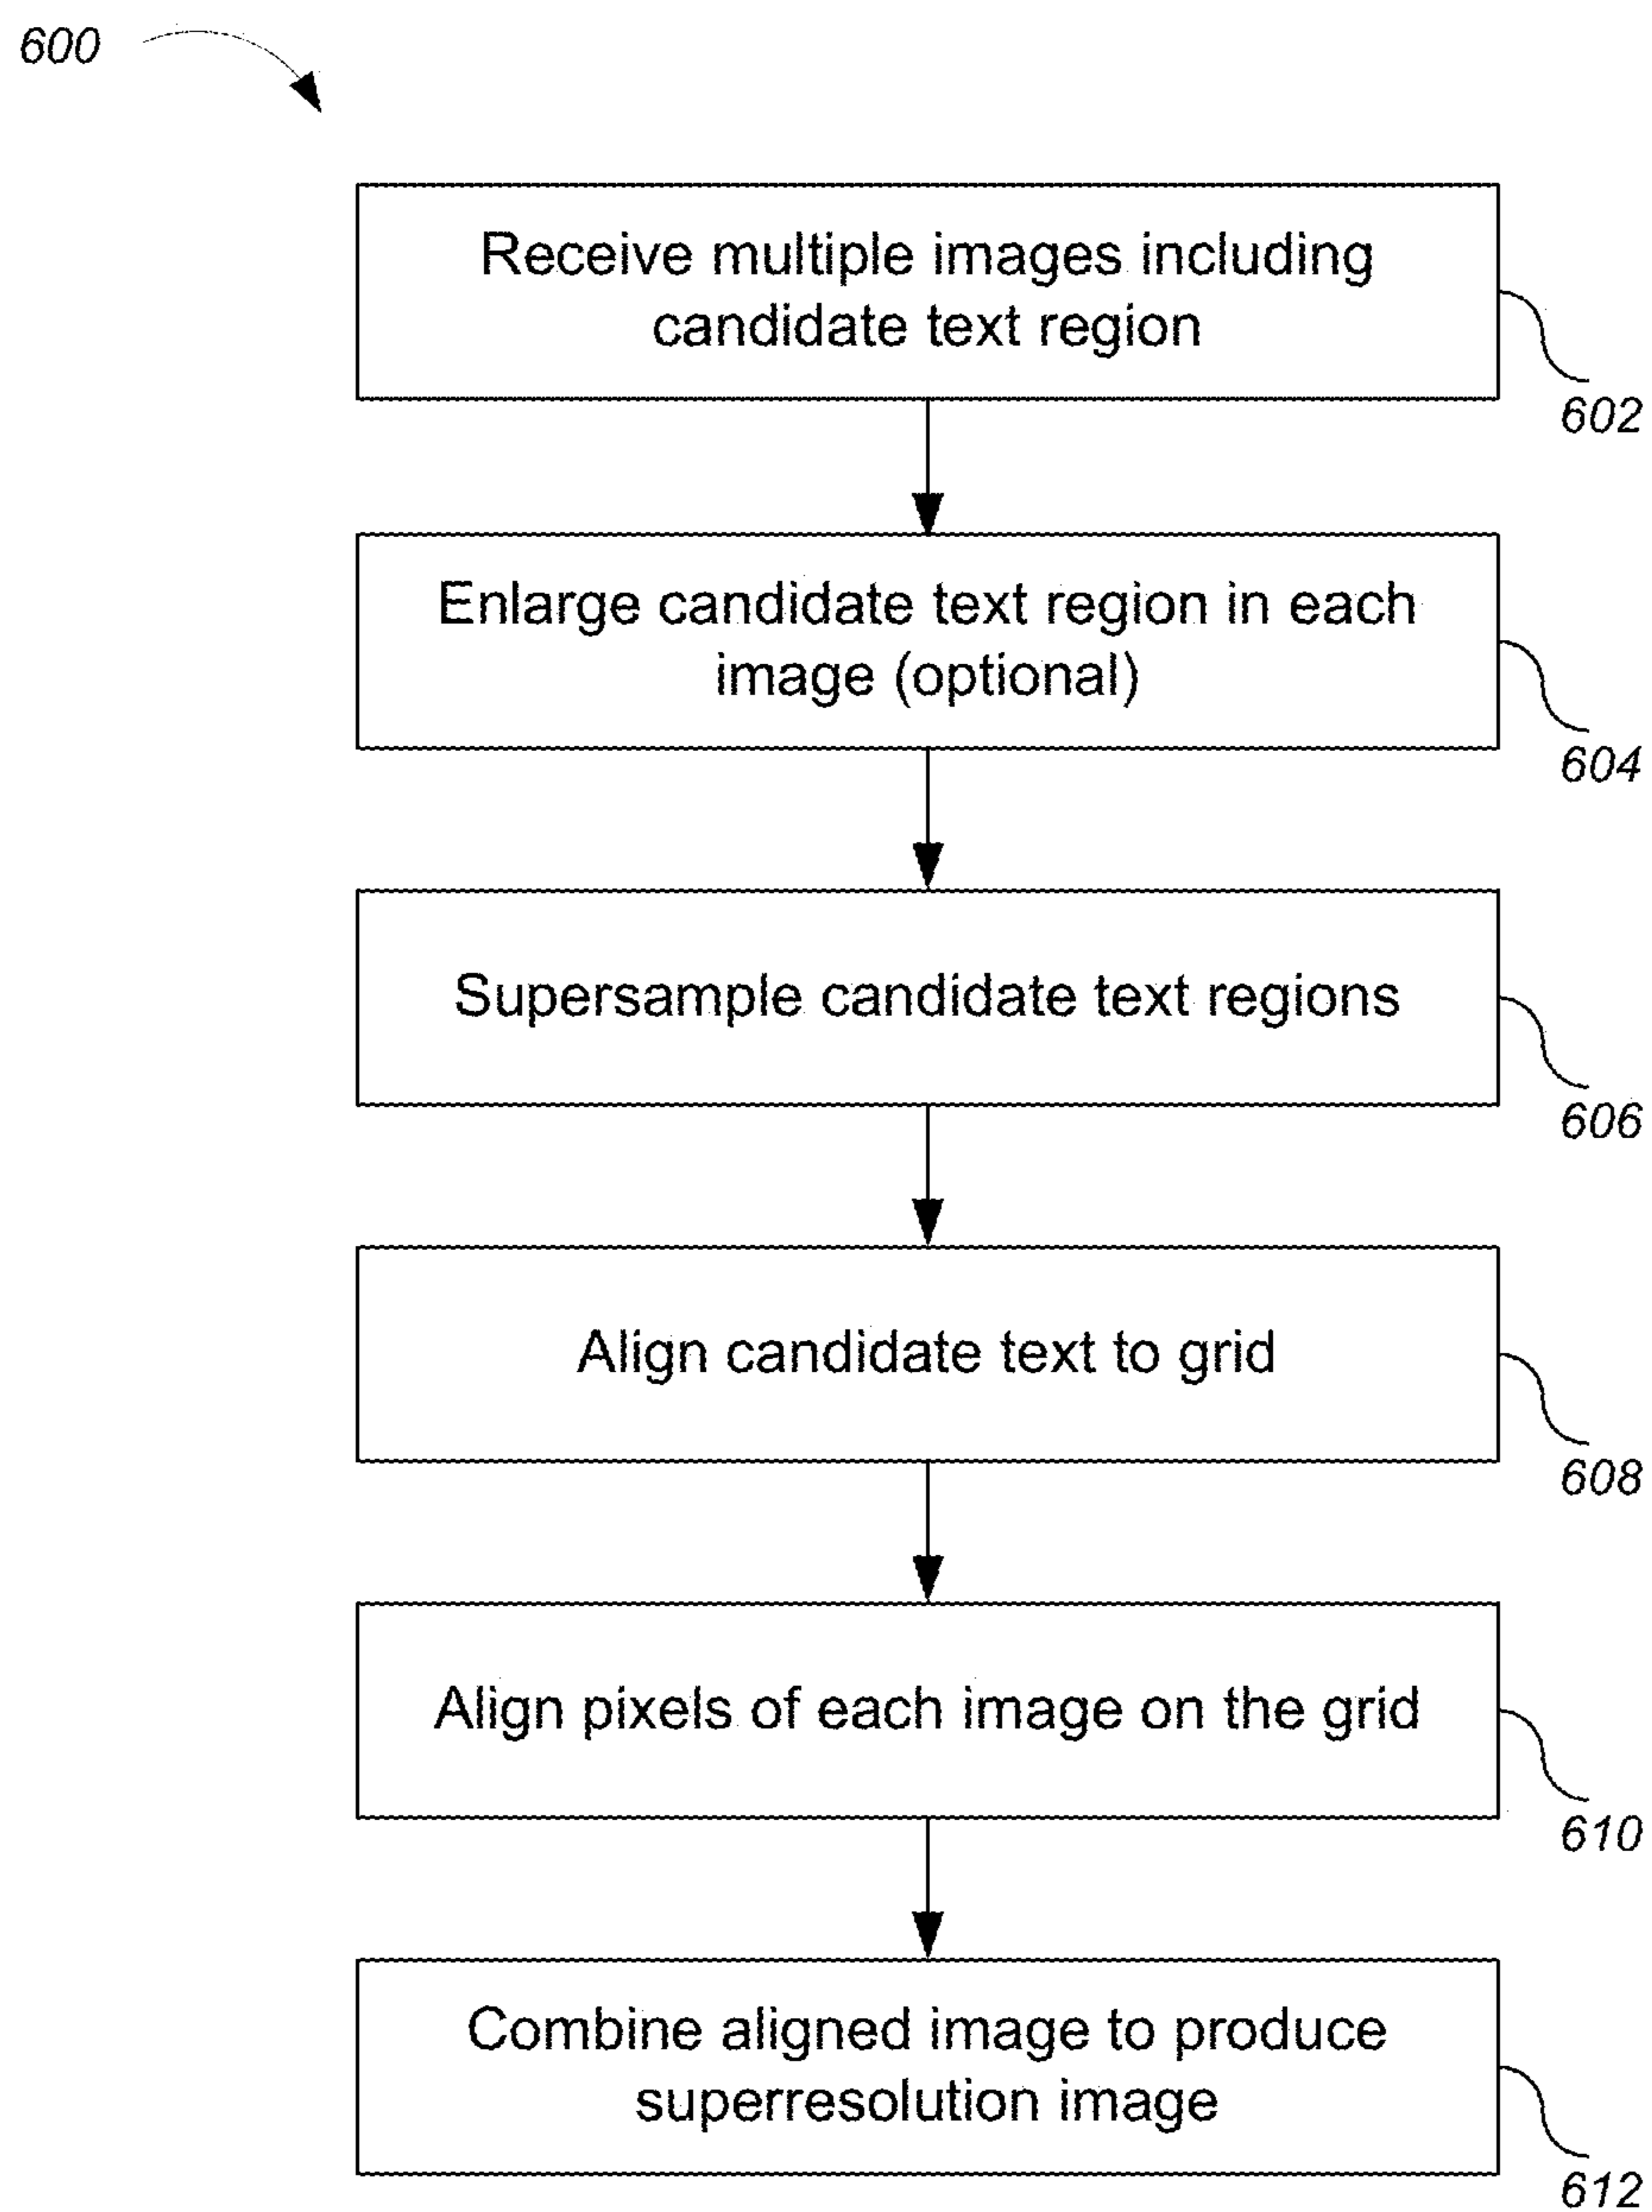 600
Receive multiple images including
candidate text region
602
Enlarge candidate text region in each
image (optional)
604
Supersample candidate text regions
606
Align candidate text to grid
608
Align pixels of each image on the grid
610
Combine aligned image to produce
superresolution image
612